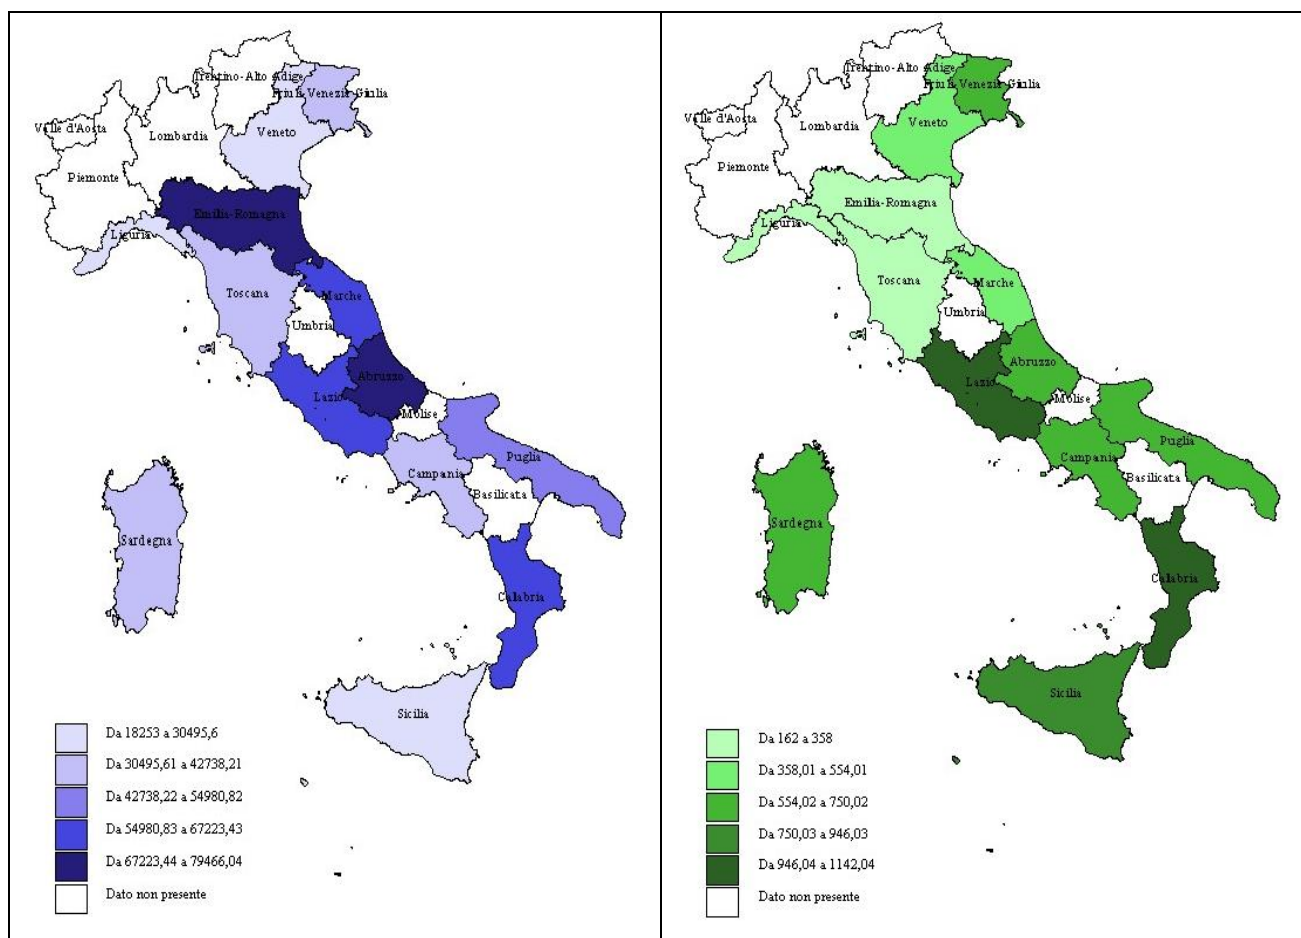 Trentino-Alto Adige
Friuli-Venezia-Giulia
Valle d'Aosta
Lombardia
Veneto
Piemonte
Emilia-Romagna
Liguria
Toscana
Marche
Umbria
Abruzzo
Lazio
Molise
Puglia
Campania
Basilicata
Sardegna
Calabria
Sicilia
Da 18253 a 30495,6
Da 30495,61 a 42738,21
Da 42738,22 a 54980,82
Da 54980,83 a 67223,43
Da 67223,44 a 79466,04
Dato non presente
Trentino-Alto Adige
Friuli-Venezia-Giulia
Valle d'Aosta
Lombardia
Veneto
Piemonte
Emilia-Romagna
Liguria
Toscana
Marche
Umbria
Abruzzo
Lazio
Molise
Puglia
Campania
Basilicata
Sardegna
Calabria
Sicilia
Da 162 a 358
Da 358,01 a 554,01
Da 554,02 a 750,02
Da 750,03 a 946,03
Da 946,04 a 1142,04
Dato non presente